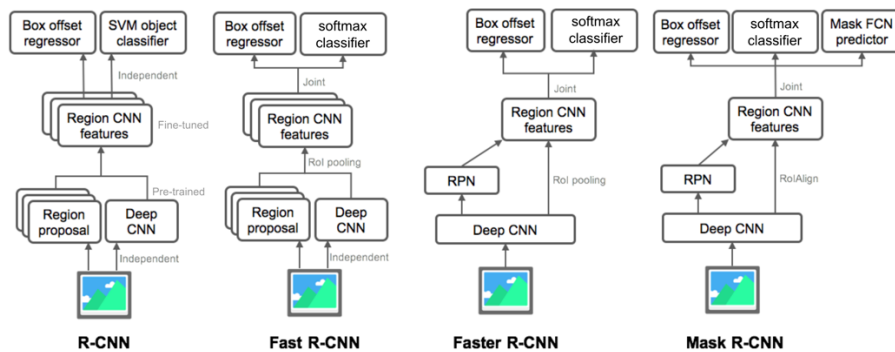 Box offset
regressor
SVM object
classifier
Independent
Region CNN
features
Fine-tuned
Pre-trained
Region
proposal
Deep
CNN
Independent
R-CNN
Box offset
regressor
softmax
classifier
Joint
Region CNN
features
RoI pooling
Region
proposal
Deep
CNN
Independent
Fast R-CNN
Box offset
regressor
softmax
classifier
Joint
Region CNN
features
RPN
RoI pooling
Deep CNN
Faster R-CNN
Box offset
regressor
softmax
classifier
Mask FCN
predictor
Joint
Region CNN
features
RPN
RoIAlign
Deep CNN
Mask R-CNN